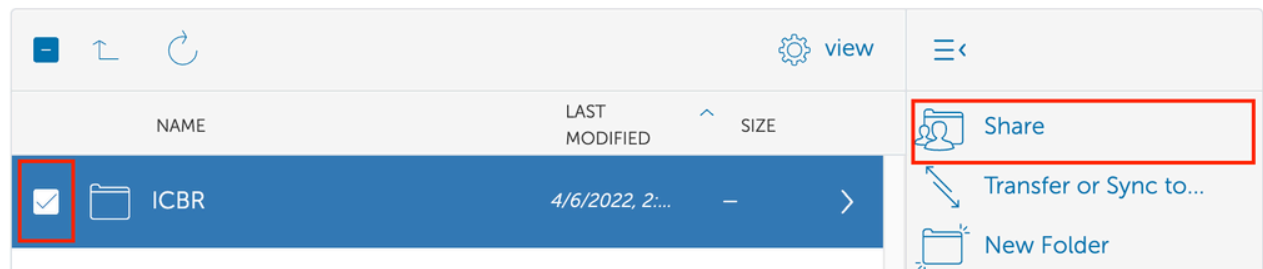 view
NAME
LAST
MODIFIED
SIZE
ICBR
4/6/2022, 2:...
–
Share
Transfer or Sync to...
New Folder